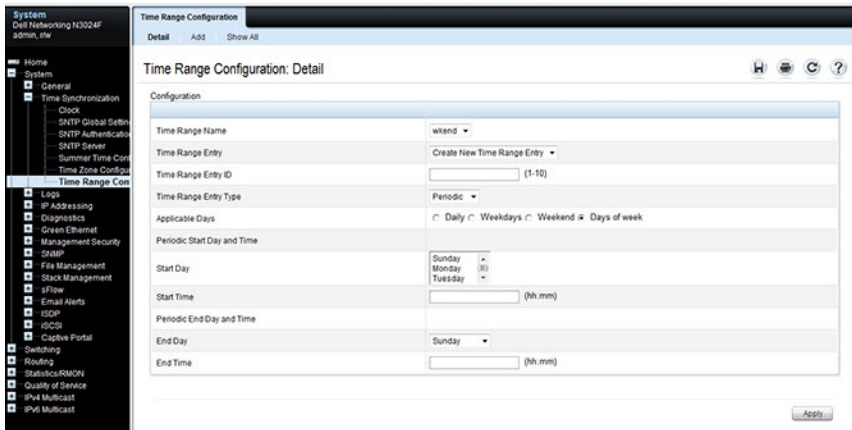 System
Dell Networking N3024F
admin, r/w
Home
System
General
Time Synchronization
Clock
SNTP Global Settin
SNTP Authenticatio
SNTP Server
Summer Time Con
Time Zone Configu
Time Range Con
Logs
IP Addressing
Diagnostics
Green Ethernet
Management Security
SNMP
File Management
Stack Management
sFlow
Email Alerts
ISDP
iSCSI
Captive Portal
Switching
Routing
Statistics/RMON
Quality of Service
IPv4 Multicast
IPv6 Multicast
Time Range Configuration
Detail Add Show All
Time Range Configuration: Detail
Configuration
Time Range Name wkend
Time Range Entry Create New Time Range Entry
Time Range Entry ID (1-10)
Time Range Entry Type Periodic
Applicable Days Daily Weekdays Weekend Days of week
Periodic Start Day and Time
Start Day Sunday
Monday
Tuesday
Start Time (hh:mm)
Periodic End Day and Time
End Day Sunday
End Time (hh:mm)
Apply